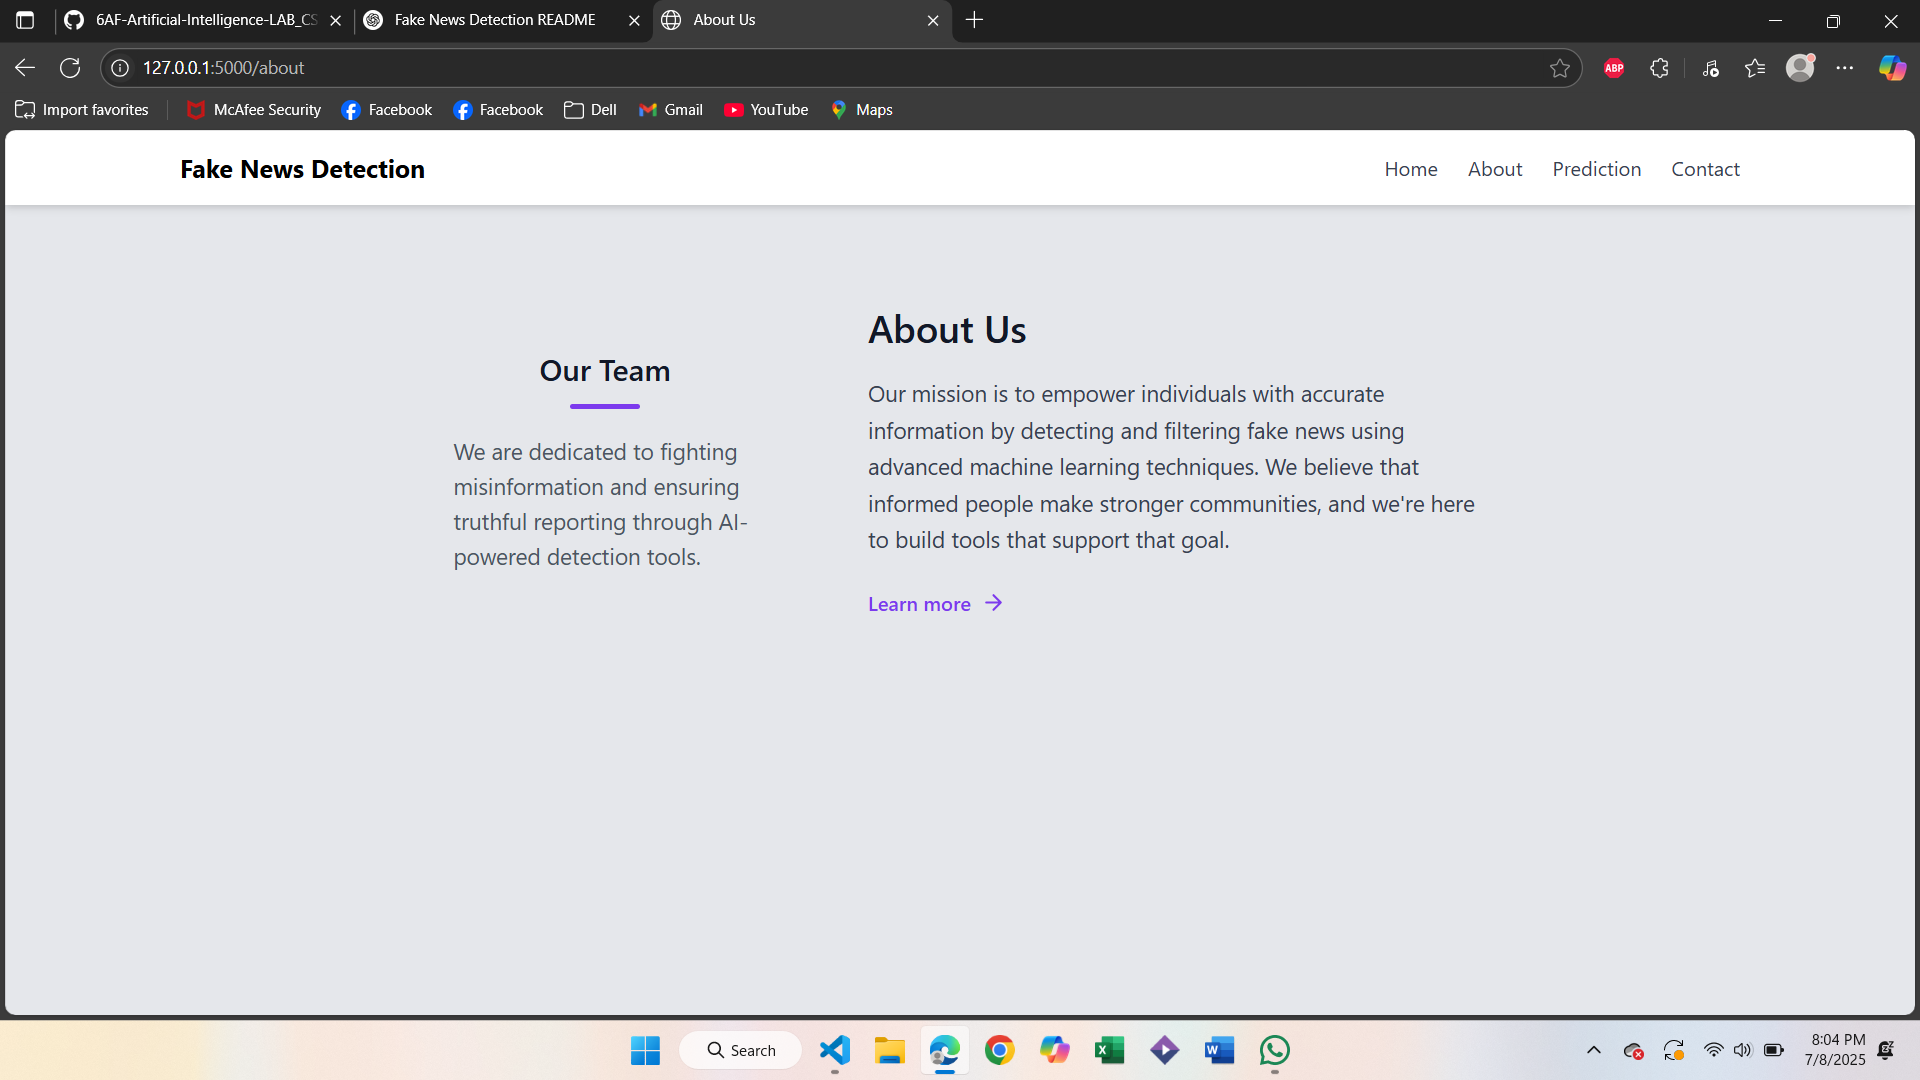 6AF-Artificial-Intelligence-LAB_CS
Fake News Detection README
About Us
127.0.0.1:5000/about
ABP
Import favorites
McAfee Security
Facebook
Facebook
Dell
Gmail
YouTube
Maps
Fake News Detection
Home
About
Prediction
Contact
Our Team
We are dedicated to fighting
misinformation and ensuring
truthful reporting through AI-
powered detection tools.
About Us
Our mission is to empower individuals with accurate
information by detecting and filtering fake news using
advanced machine learning techniques. We believe that
informed people make stronger communities, and we're here
to build tools that support that goal.
Learn more
Search
8:04 PM
7/8/2025